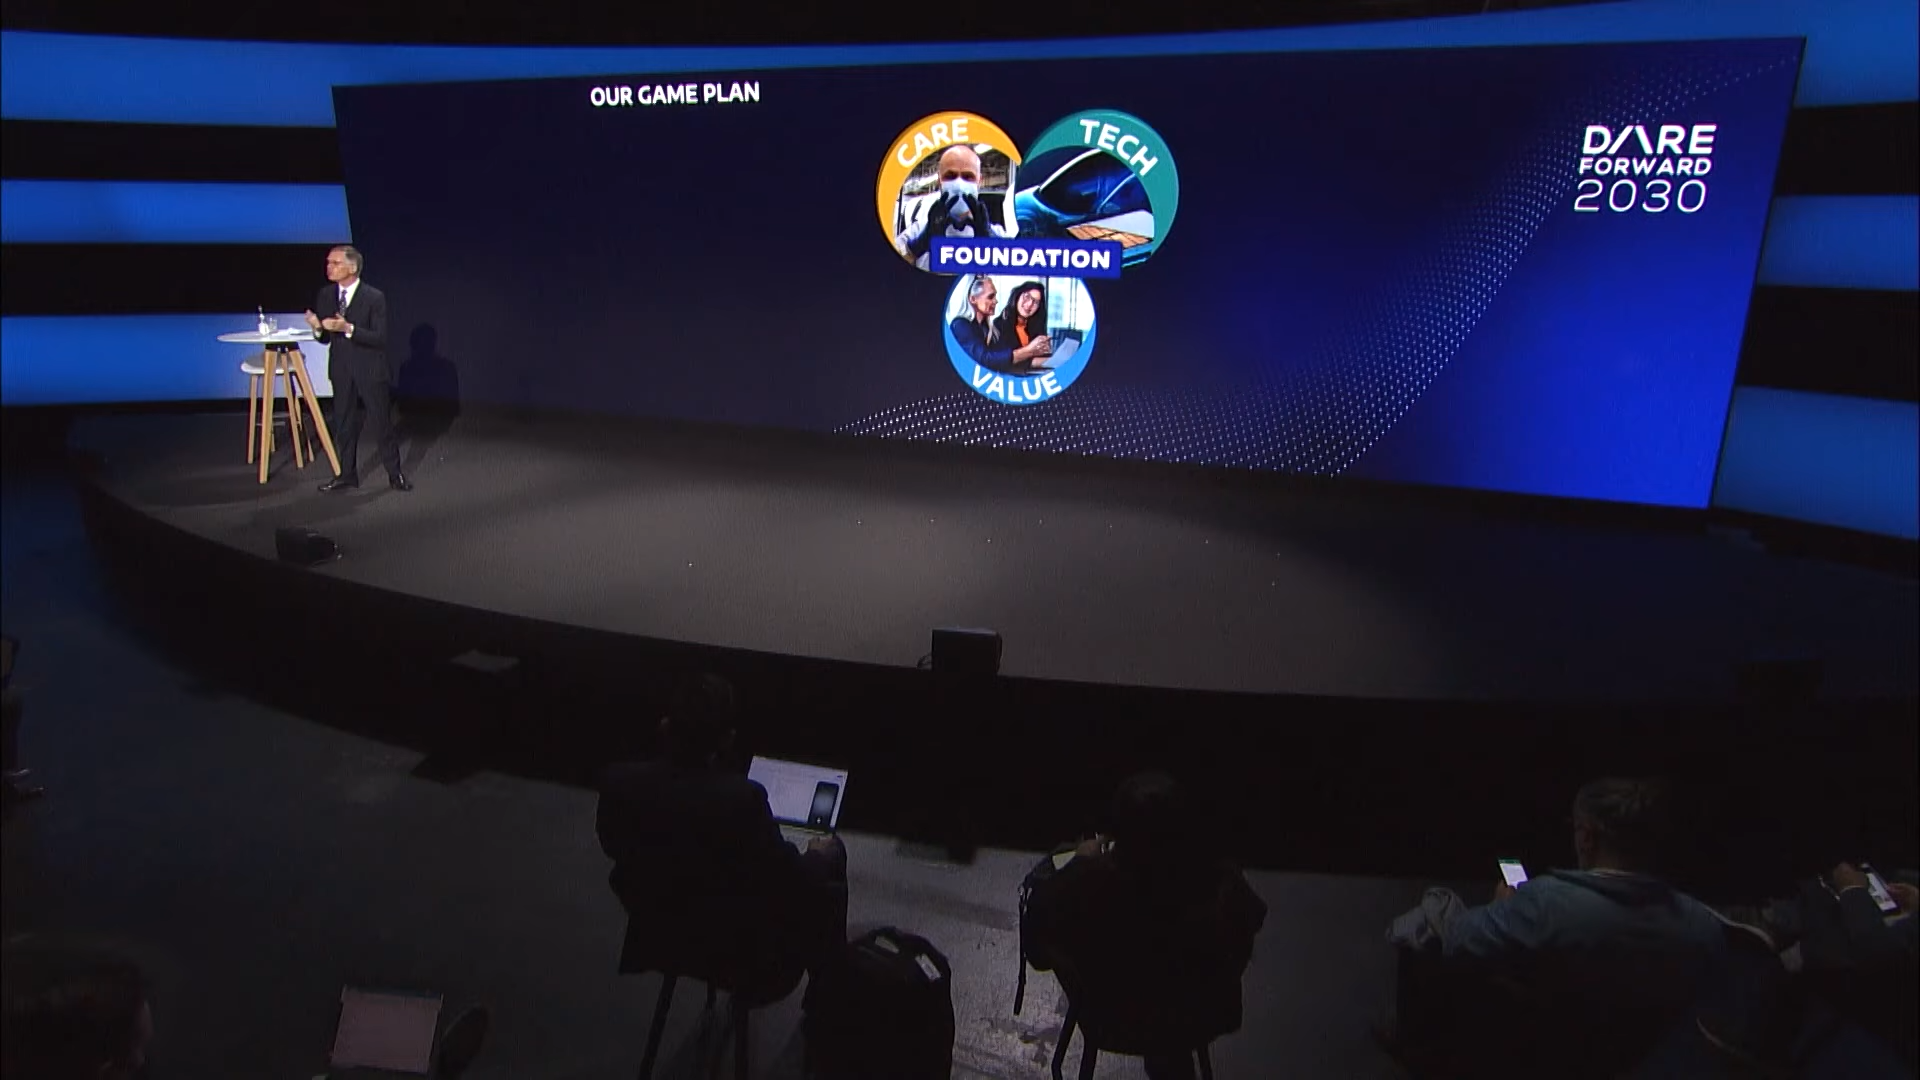 OUR GAME PLAN
CARE
TECH
FOUNDATION
VALUE
DARE
FORWARD
2030